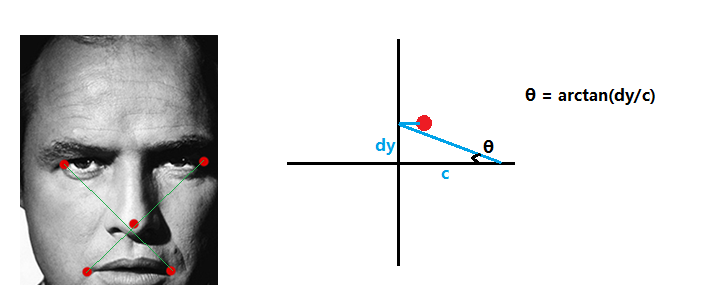 θ = arctan(dy/c)
dy
θ
c